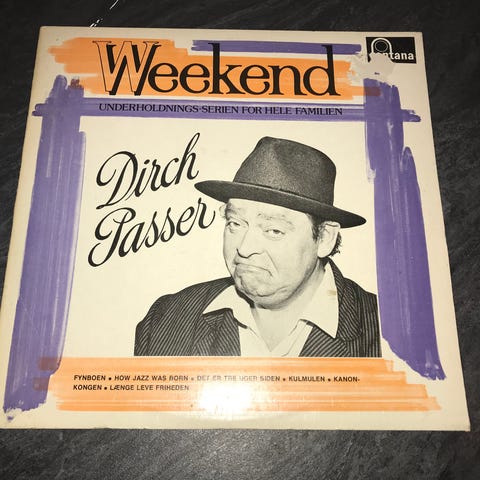 Weekend
fontana
UNDERHOLDNINGS-SERIEN FOR HELE FAMILIEN
Dirch
Passer
FYNBOEN • HOW JAZZ WAS BORN • DET ER TRE UGER SIDEN • KULMULEN • KANON-
KONGEN • LÆNGE LEVE FRIHEDEN